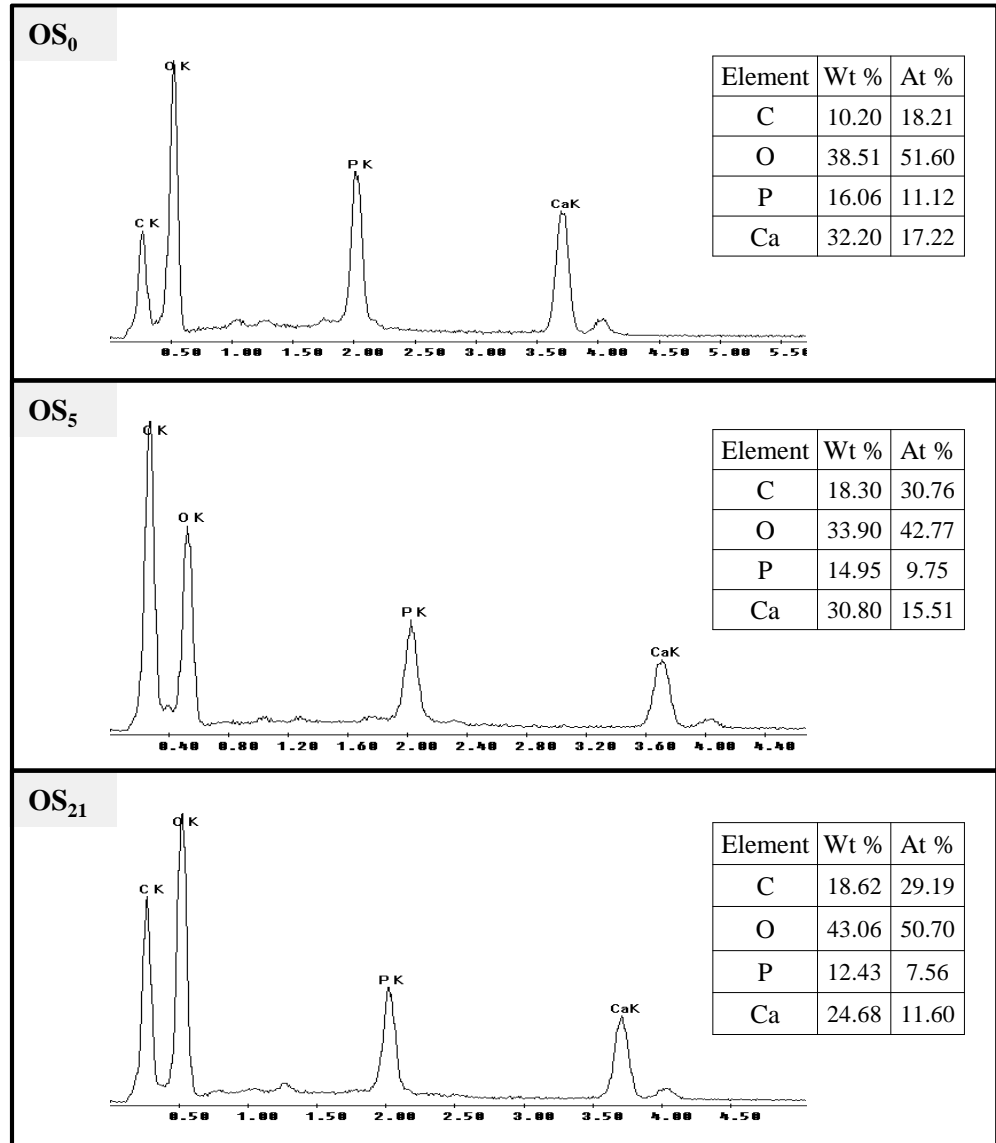 OS0
O K
P K
C K
CaK
0.50 1.00 1.50 2.00 2.50 3.00 3.50 4.00 4.50 5.00 5.50
Element Wt % At %
C 10.20 18.21
O 38.51 51.60
P 16.06 11.12
Ca 32.20 17.22
OS5
C K
O K
P K
CaK
0.40 0.80 1.20 1.60 2.00 2.40 2.80 3.20 3.60 4.00 4.40
Element Wt % At %
C 18.30 30.76
O 33.90 42.77
P 14.95 9.75
Ca 30.80 15.51
OS21
O K
C K
P K
CaK
0.50 1.00 1.50 2.00 2.50 3.00 3.50 4.00 4.50
Element Wt % At %
C 18.62 29.19
O 43.06 50.70
P 12.43 7.56
Ca 24.68 11.60